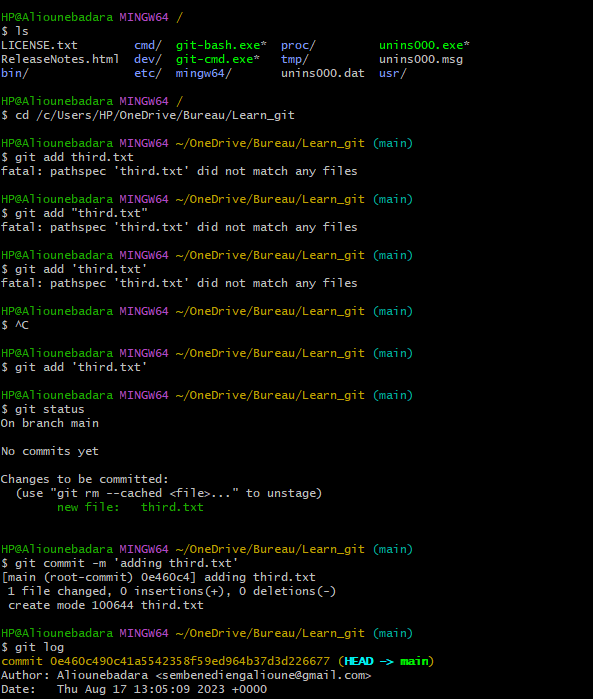 HP@Aliounebadara MINGW64 /
$ ls
LICENSE.txt        cmd/  git-bash.exe*  proc/         unins000.exe*
ReleaseNotes.html  dev/  git-cmd.exe*   tmp/          unins000.msg
bin/               etc/  mingw64/       unins000.dat  usr/
HP@Aliounebadara MINGW64 /
$ cd /c/Users/HP/OneDrive/Bureau/Learn_git
HP@Aliounebadara MINGW64 ~/OneDrive/Bureau/Learn_git (main)
$ git add third.txt
fatal: pathspec 'third.txt' did not match any files
HP@Aliounebadara MINGW64 ~/OneDrive/Bureau/Learn_git (main)
$ git add "third.txt"
fatal: pathspec 'third.txt' did not match any files
HP@Aliounebadara MINGW64 ~/OneDrive/Bureau/Learn_git (main)
$ git add 'third.txt'
fatal: pathspec 'third.txt' did not match any files
HP@Aliounebadara MINGW64 ~/OneDrive/Bureau/Learn_git (main)
$ ^C
HP@Aliounebadara MINGW64 ~/OneDrive/Bureau/Learn_git (main)
$ git add 'third.txt'
HP@Aliounebadara MINGW64 ~/OneDrive/Bureau/Learn_git (main)
$ git status
On branch main
No commits yet
Changes to be committed:
  (use "git rm --cached <file>..." to unstage)
        new file:   third.txt
HP@Aliounebadara MINGW64 ~/OneDrive/Bureau/Learn_git (main)
$ git commit -m 'adding third.txt'
[main (root-commit) 0e460c4] adding third.txt
 1 file changed, 0 insertions(+), 0 deletions(-)
 create mode 100644 third.txt
HP@Aliounebadara MINGW64 ~/OneDrive/Bureau/Learn_git (main)
$ git log
commit 0e460c490c41a5542358f59ed964b37d3d226677 (HEAD -> main)
Author: Aliounebadara <sembenediengalioune@gmail.com>
Date:   Thu Aug 17 13:05:09 2023 +0000